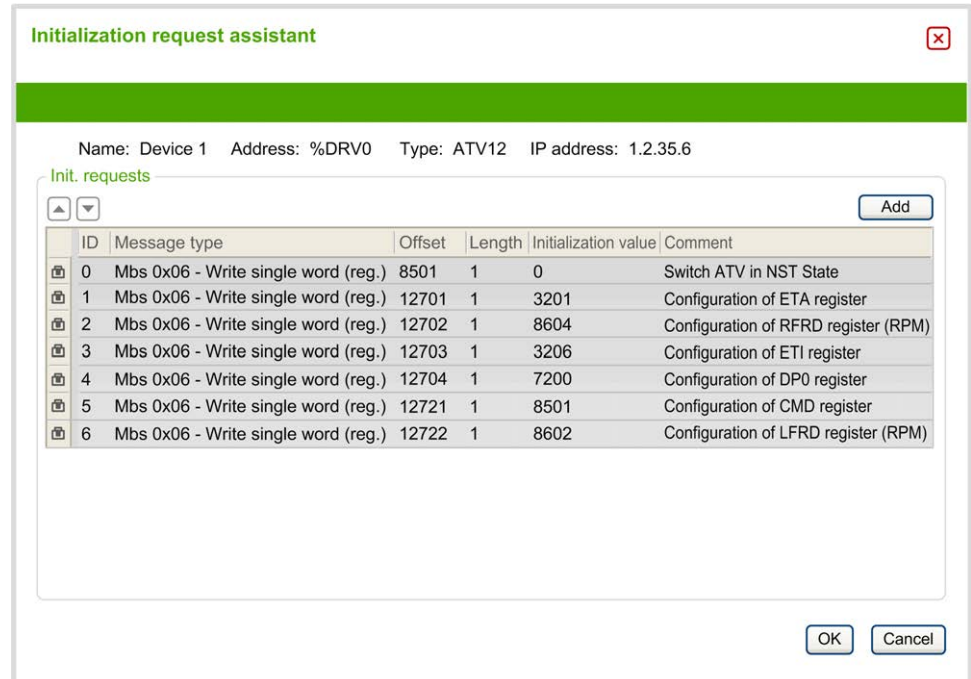 Initialization request assistant
Name: Device 1 Address: %DRV0 Type: ATV12 IP address: 1.2.35.6
Init. requests
Add
ID Message type Offset Length Initialization value Comment
0 Mbs 0x06 - Write single word (reg.) 8501 1 0 Switch ATV in NST State
1 Mbs 0x06 - Write single word (reg.) 12701 1 3201 Configuration of ETA register
2 Mbs 0x06 - Write single word (reg.) 12702 1 8604 Configuration of RFRD register (RPM)
3 Mbs 0x06 - Write single word (reg.) 12703 1 3206 Configuration of ETI register
4 Mbs 0x06 - Write single word (reg.) 12704 1 7200 Configuration of DP0 register
5 Mbs 0x06 - Write single word (reg.) 12721 1 8501 Configuration of CMD register
6 Mbs 0x06 - Write single word (reg.) 12722 1 8602 Configuration of LFRD register (RPM)
OK Cancel